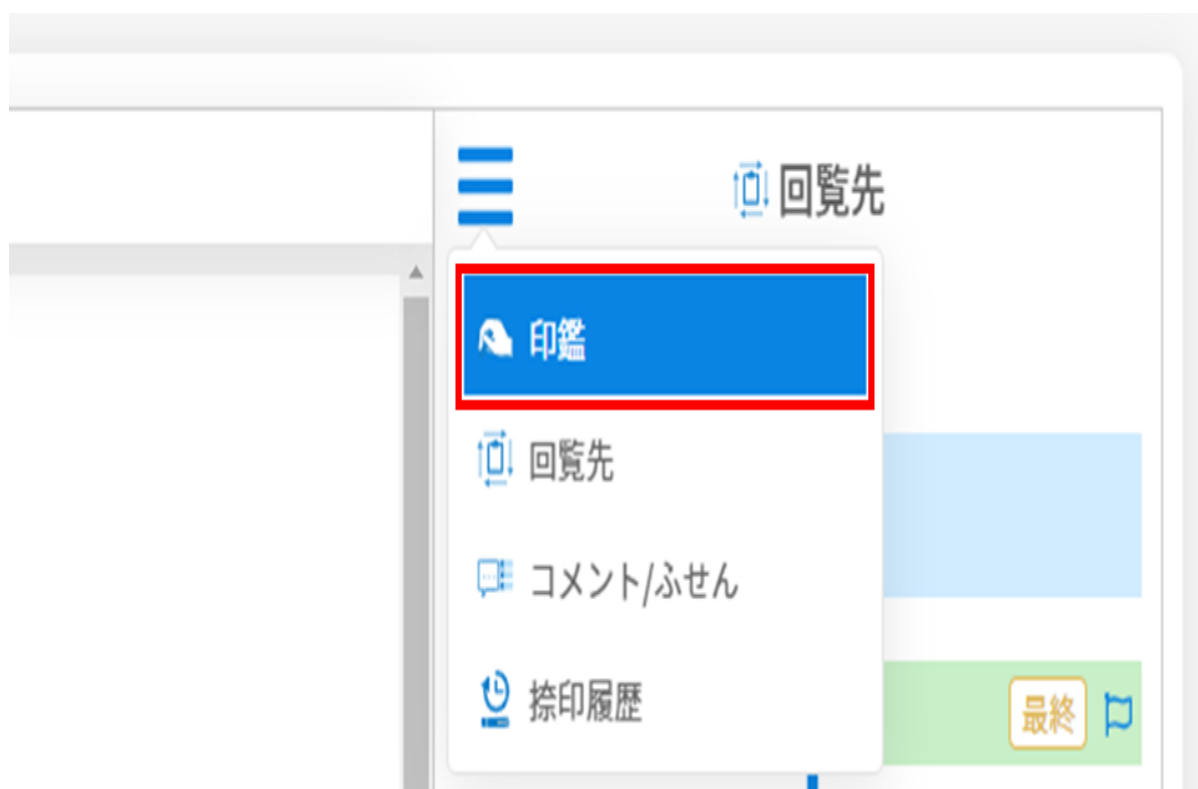 回覧先
印鑑
回覧先
コメント/ふせん
捺印履歴
最終